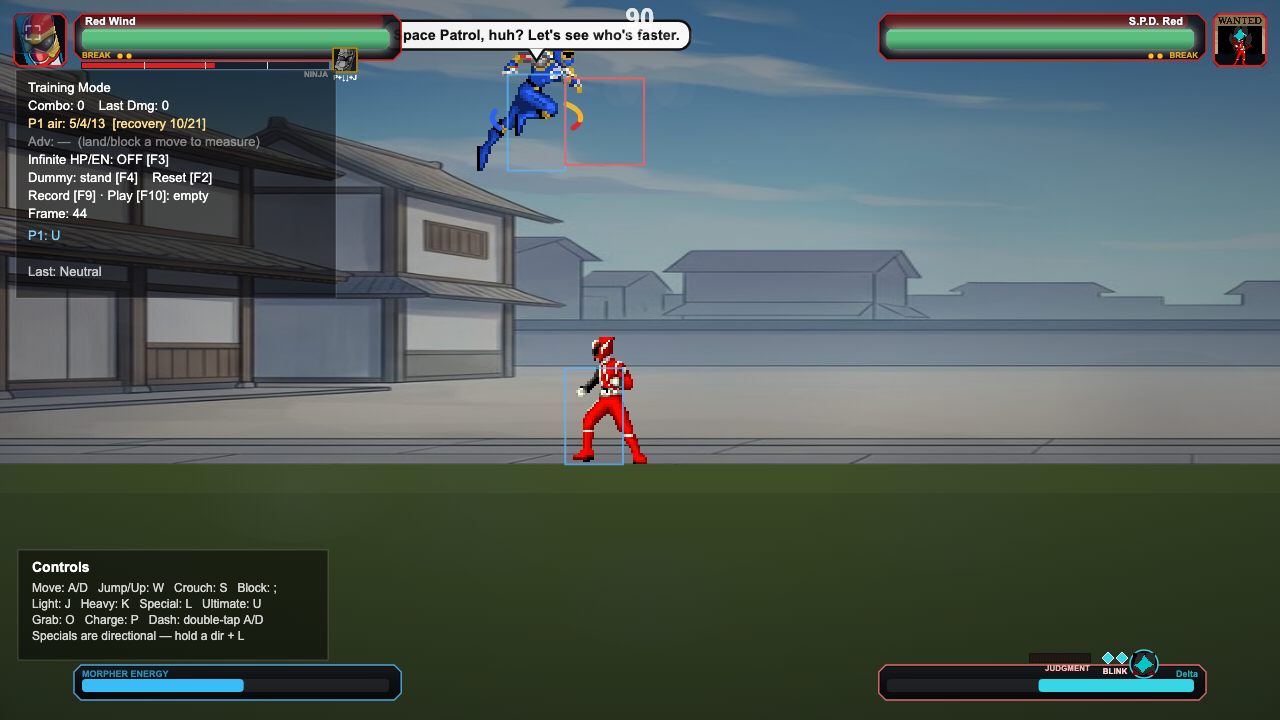 90
Red Wind
Space Patrol, huh? Let's see who's faster.
S.P.D. Red
WANTED
BREAK
BREAK
NINJA
Training Mode
Combo: 0 Last Dmg: 0
P1 air: 5/4/13 [recovery 10/21]
Adv: — (land/block a move to measure)
Infinite HP/EN: OFF [F3]
Dummy: stand [F4] Reset [F2]
Record [F9] · Play [F10]: empty
Frame: 44
P1: U
Last: Neutral
Controls
Move: A/D Jump/Up: W Crouch: S Block: ;
Light: J Heavy: K Special: L Ultimate: U
Grab: O Charge: P Dash: double-tap A/D
Specials are directional — hold a dir + L
MORPHER ENERGY
JUDGMENT
BLINK
Delta